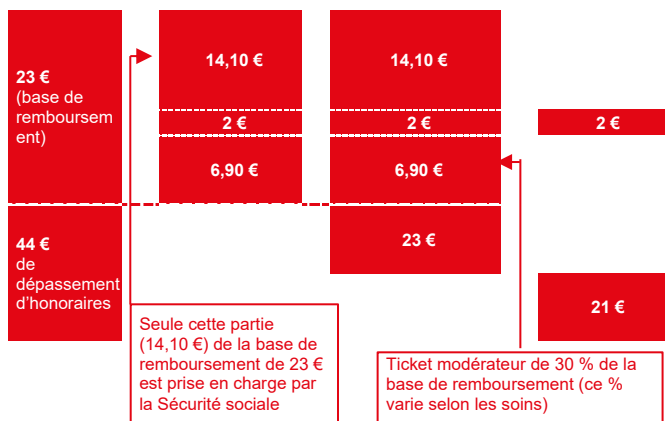 23 €
(base de
remboursem
ent)
14,10 €
14,10 €
2 €
2 €
2 €
6,90 €
6,90 €
44 €
de
dépassement
d'honoraires
23 €
21 €
Seule cette partie
(14,10 €) de la base de
remboursement de 23 €
est prise en charge par
la Sécurité sociale
Ticket modérateur de 30 % de la
base de remboursement (ce %
varie selon les soins)